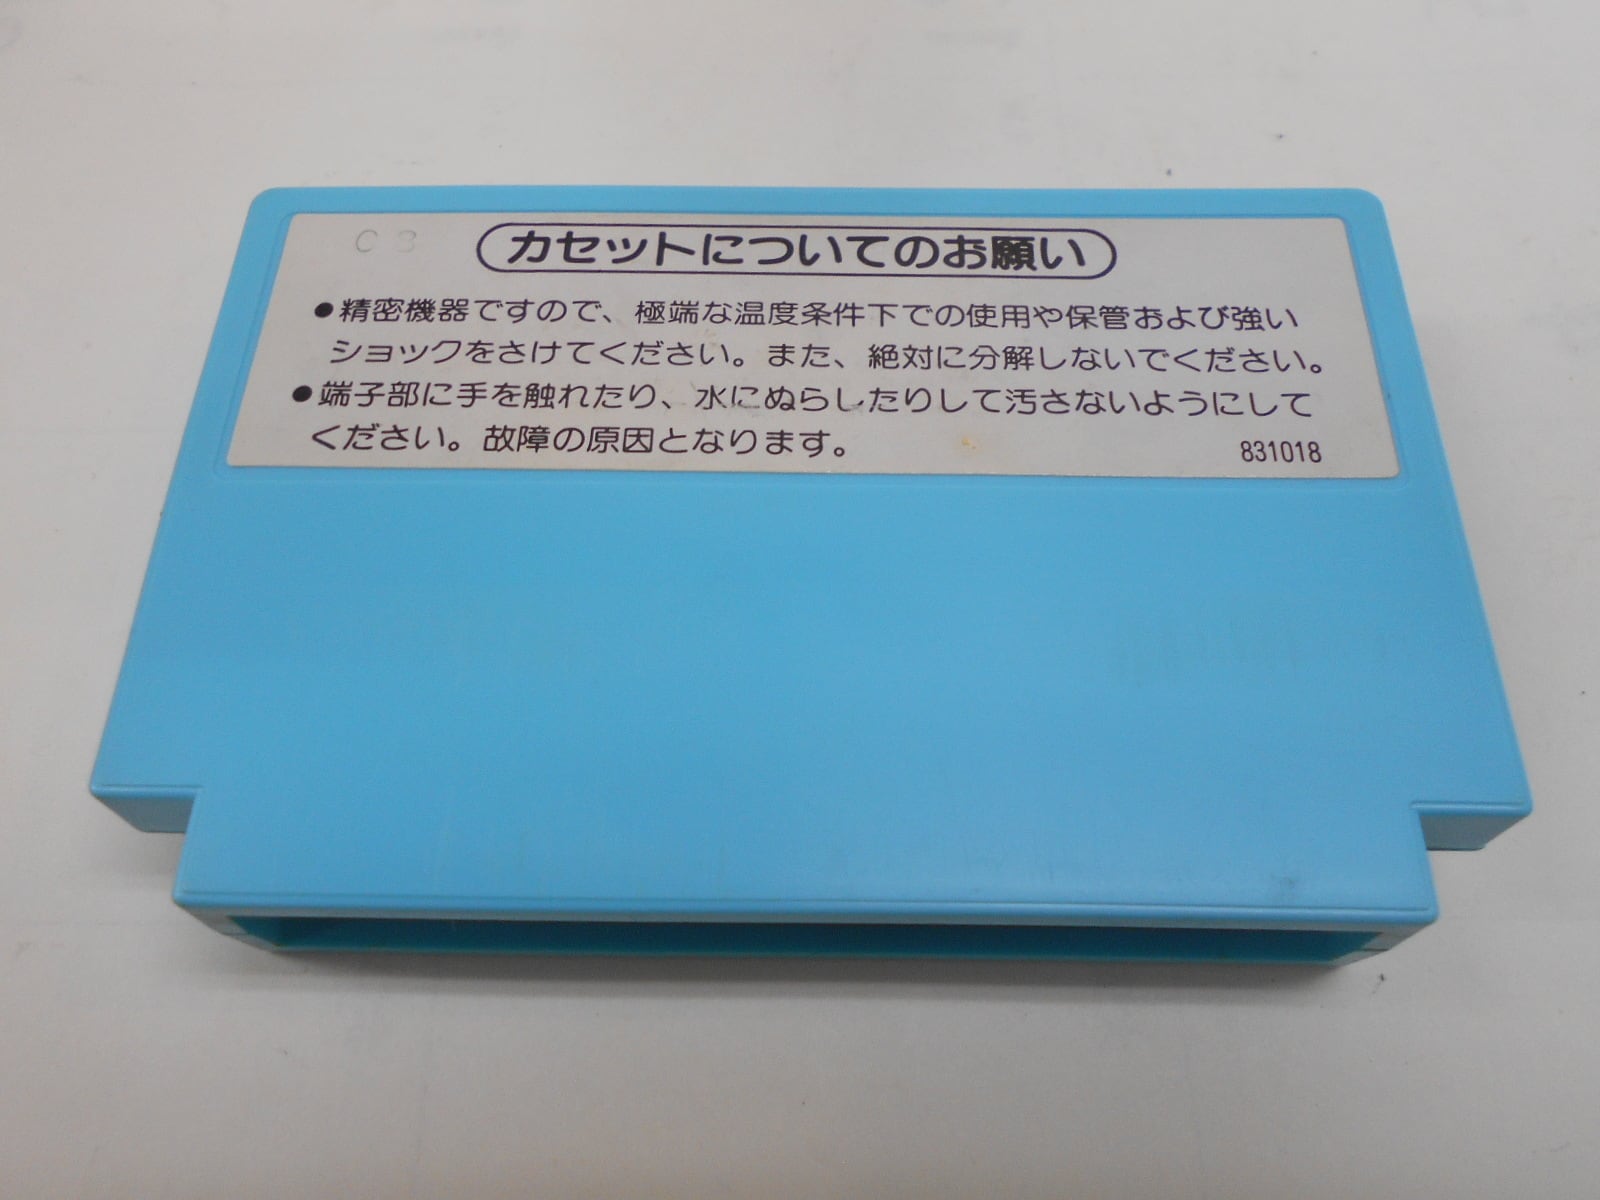 C3
カセットについてのお願い
●精密機器ですので、極端な温度条件下での使用や保管および強い
ショックをさけてください。また、絶対に分解しないでください。
●端子部に手を触れたり、水にぬらしたりして汚さないようにして
ください。故障の原因となります。
831018